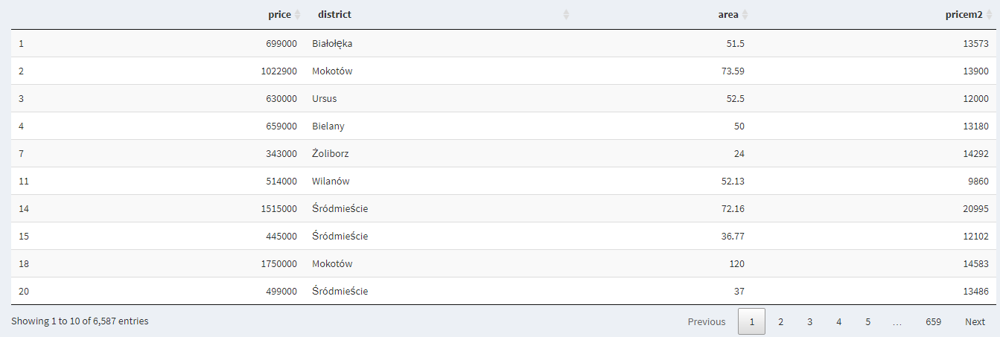 price district area pricem2
1 699000 Białołęka 51.5 13573
2 1022900 Mokotów 73.59 13900
3 630000 Ursus 52.5 12000
4 659000 Bielany 50 13180
7 343000 Żoliborz 24 14292
11 514000 Wilanów 52.13 9860
14 1515000 Śródmieście 72.16 20995
15 445000 Śródmieście 36.77 12102
18 1750000 Mokotów 120 14583
20 499000 Śródmieście 37 13486
Showing 1 to 10 of 6,587 entries Previous 1 2 3 4 5 … 659 Next